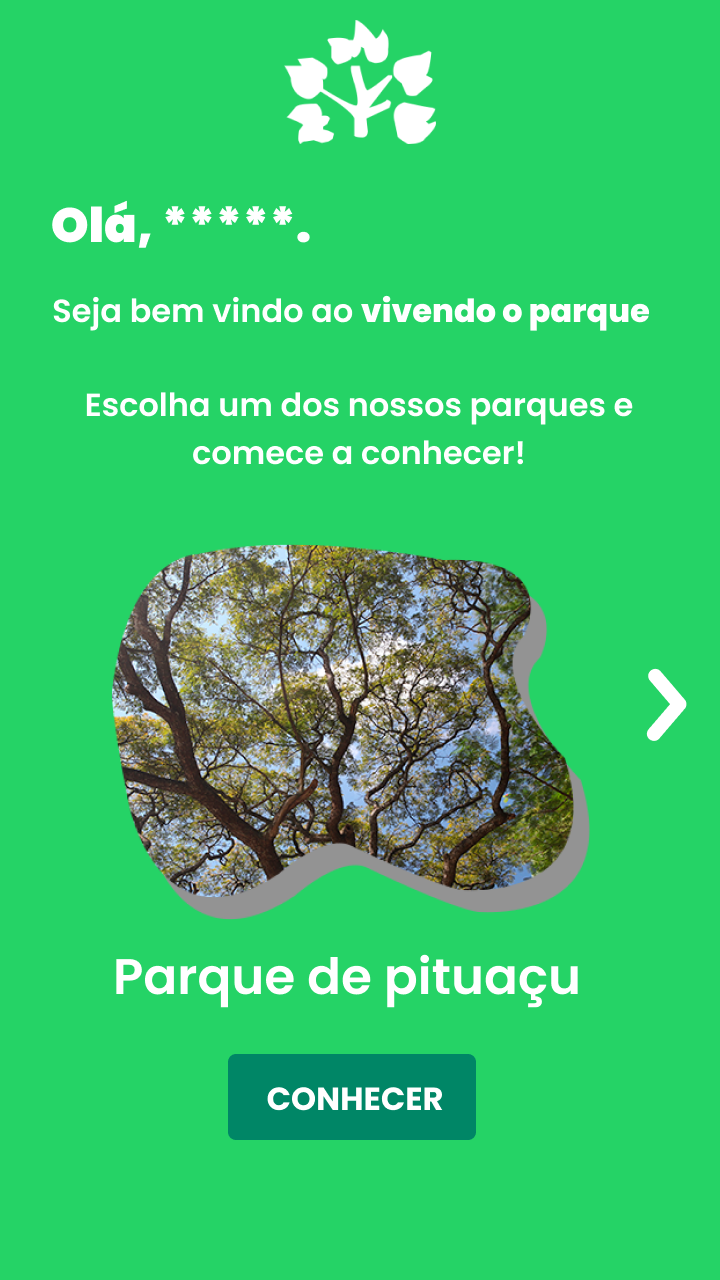 Olá, *****.
Seja bem vindo ao vivendo o parque
Escolha um dos nossos parques e
comece a conhecer!
Parque de pituaçu
CONHECER